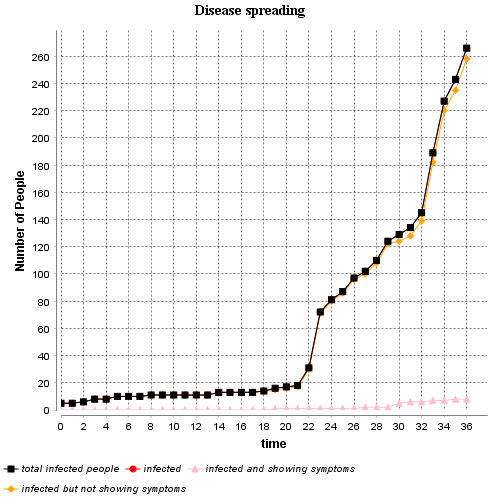 Disease spreading
Number of People
260
240
220
200
180
160
140
120
100
80
60
40
20
0
0 2 4 6 8 10 12 14 16 18 20 22 24 26 28 30 32 34 36
time
total infected people infected infected and showing symptoms
infected but not showing symptoms